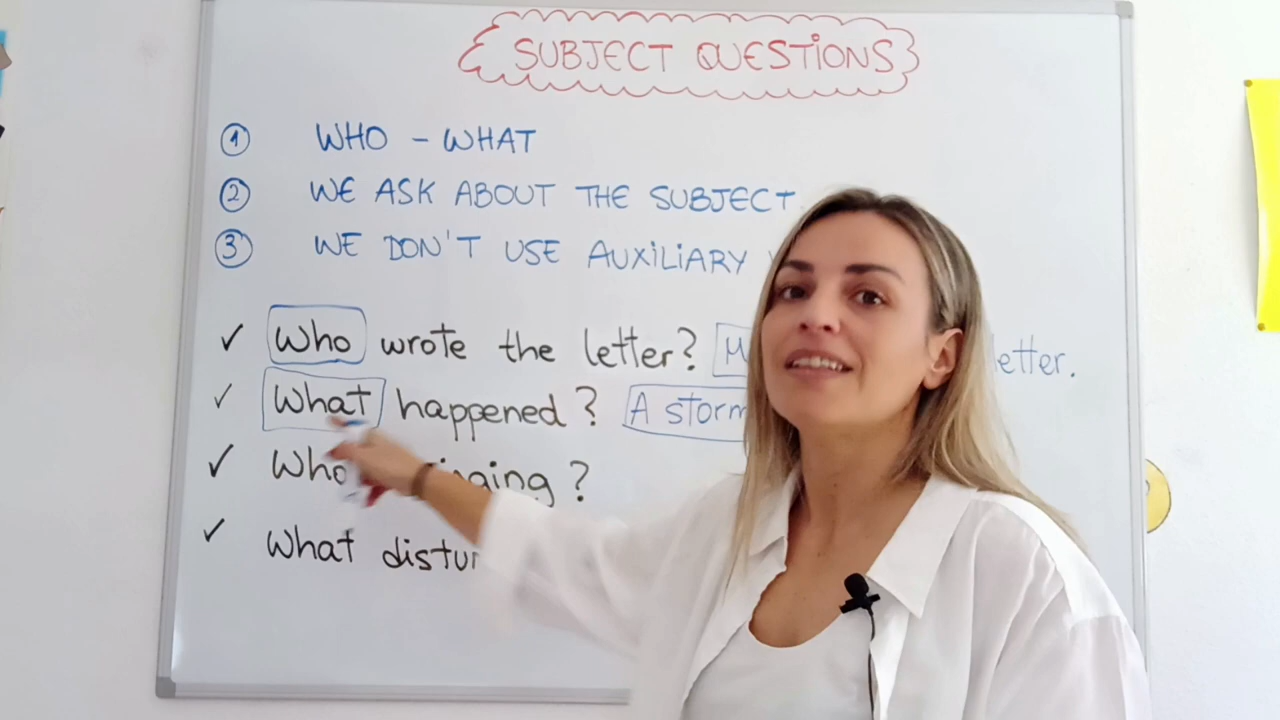 SUBJECT QUESTIONS
1 WHO - WHAT
2 WE ASK ABOUT THE SUBJECT.
3 WE DON'T USE AUXILIARY
✓ Who wrote the letter? letter.
✓ What happened? A storm
✓ Who ?
✓ What